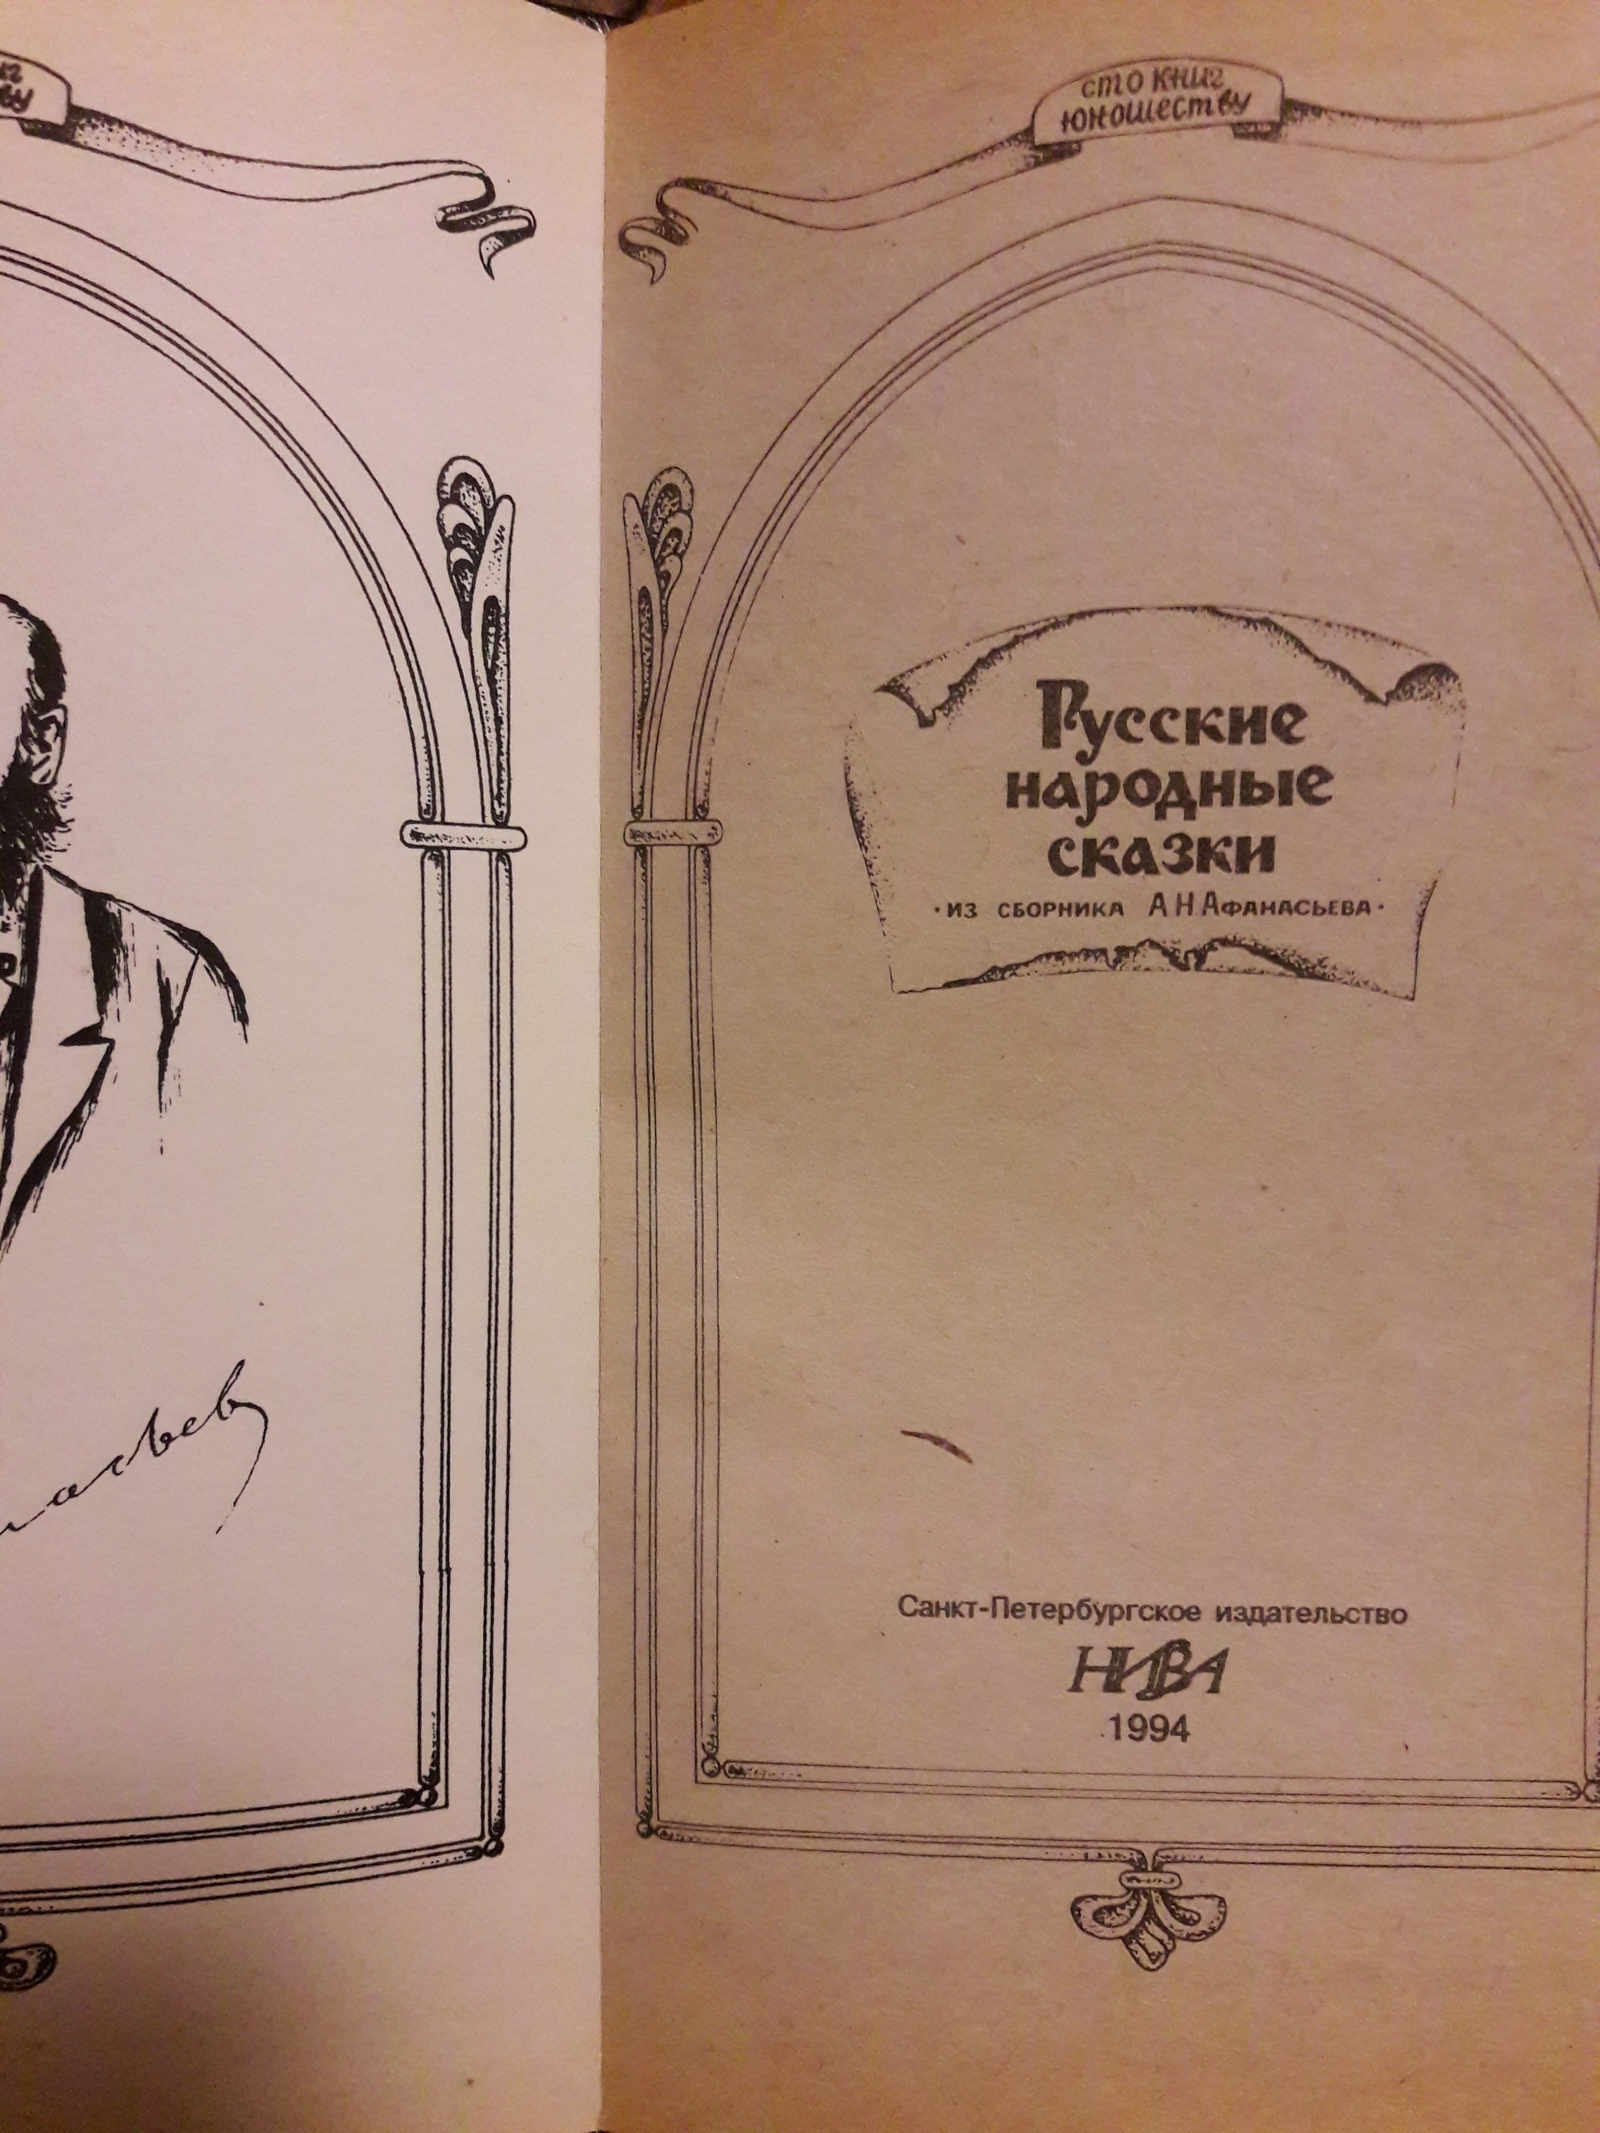 сто книг
юношеству
Русские
народные
сказки
·из сборника А Н Афанасьева·
Санкт-Петербургское издательство
НИВА
1994